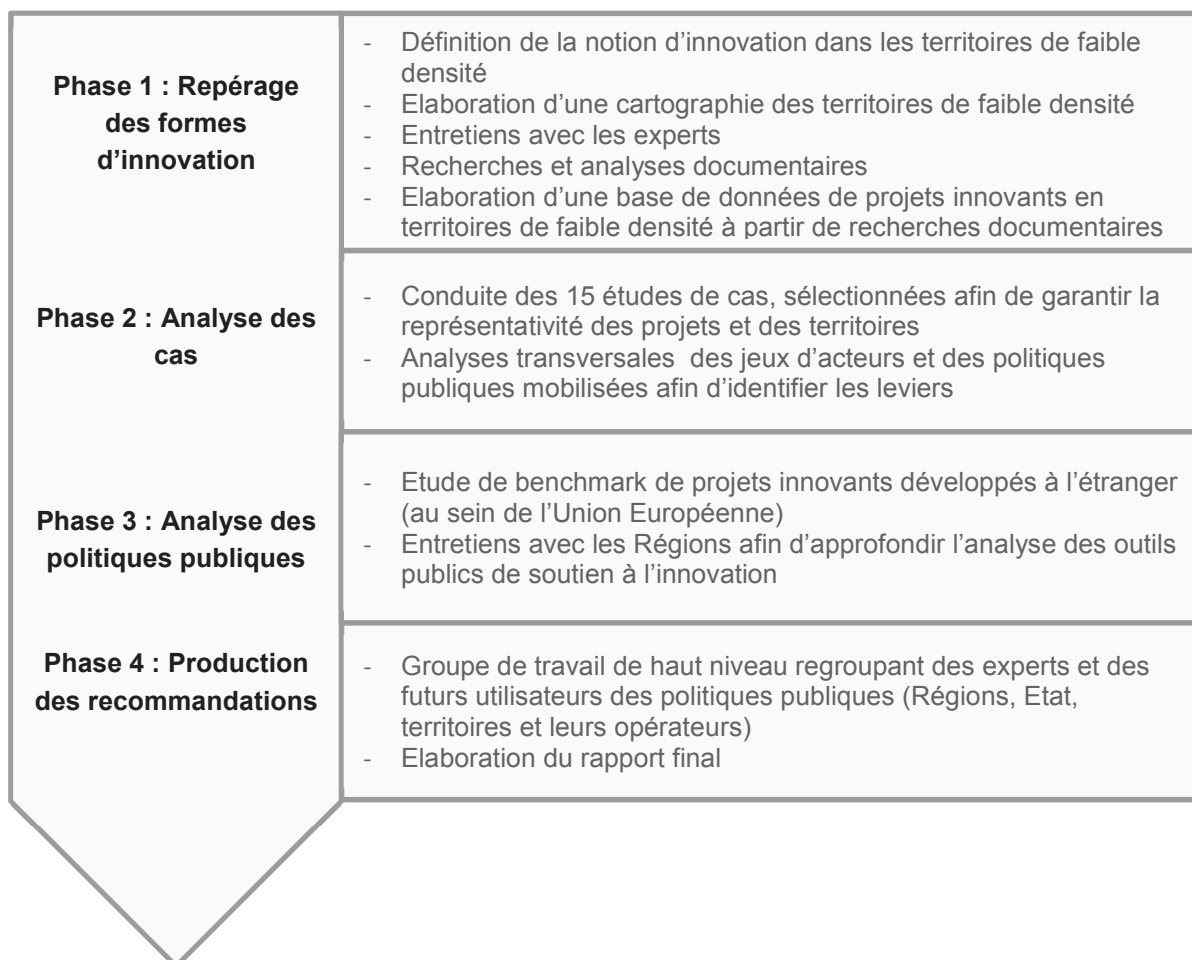 Phase 1 : Repérage
des formes
d’innovation
- Définition de la notion d’innovation dans les territoires de faible
densité
- Elaboration d’une cartographie des territoires de faible densité
- Entretiens avec les experts
- Recherches et analyses documentaires
- Elaboration d’une base de données de projets innovants en
territoires de faible densité à partir de recherches documentaires
Phase 2 : Analyse des
cas
- Conduite des 15 études de cas, sélectionnées afin de garantir la
représentativité des projets et des territoires
- Analyses transversales des jeux d’acteurs et des politiques
publiques mobilisées afin d’identifier les leviers
Phase 3 : Analyse des
politiques publiques
- Etude de benchmark de projets innovants développés à l’étranger
(au sein de l’Union Européenne)
- Entretiens avec les Régions afin d’approfondir l’analyse des outils
publics de soutien à l’innovation
Phase 4 : Production
des recommandations
- Groupe de travail de haut niveau regroupant des experts et des
futurs utilisateurs des politiques publiques (Régions, Etat,
territoires et leurs opérateurs)
- Elaboration du rapport final